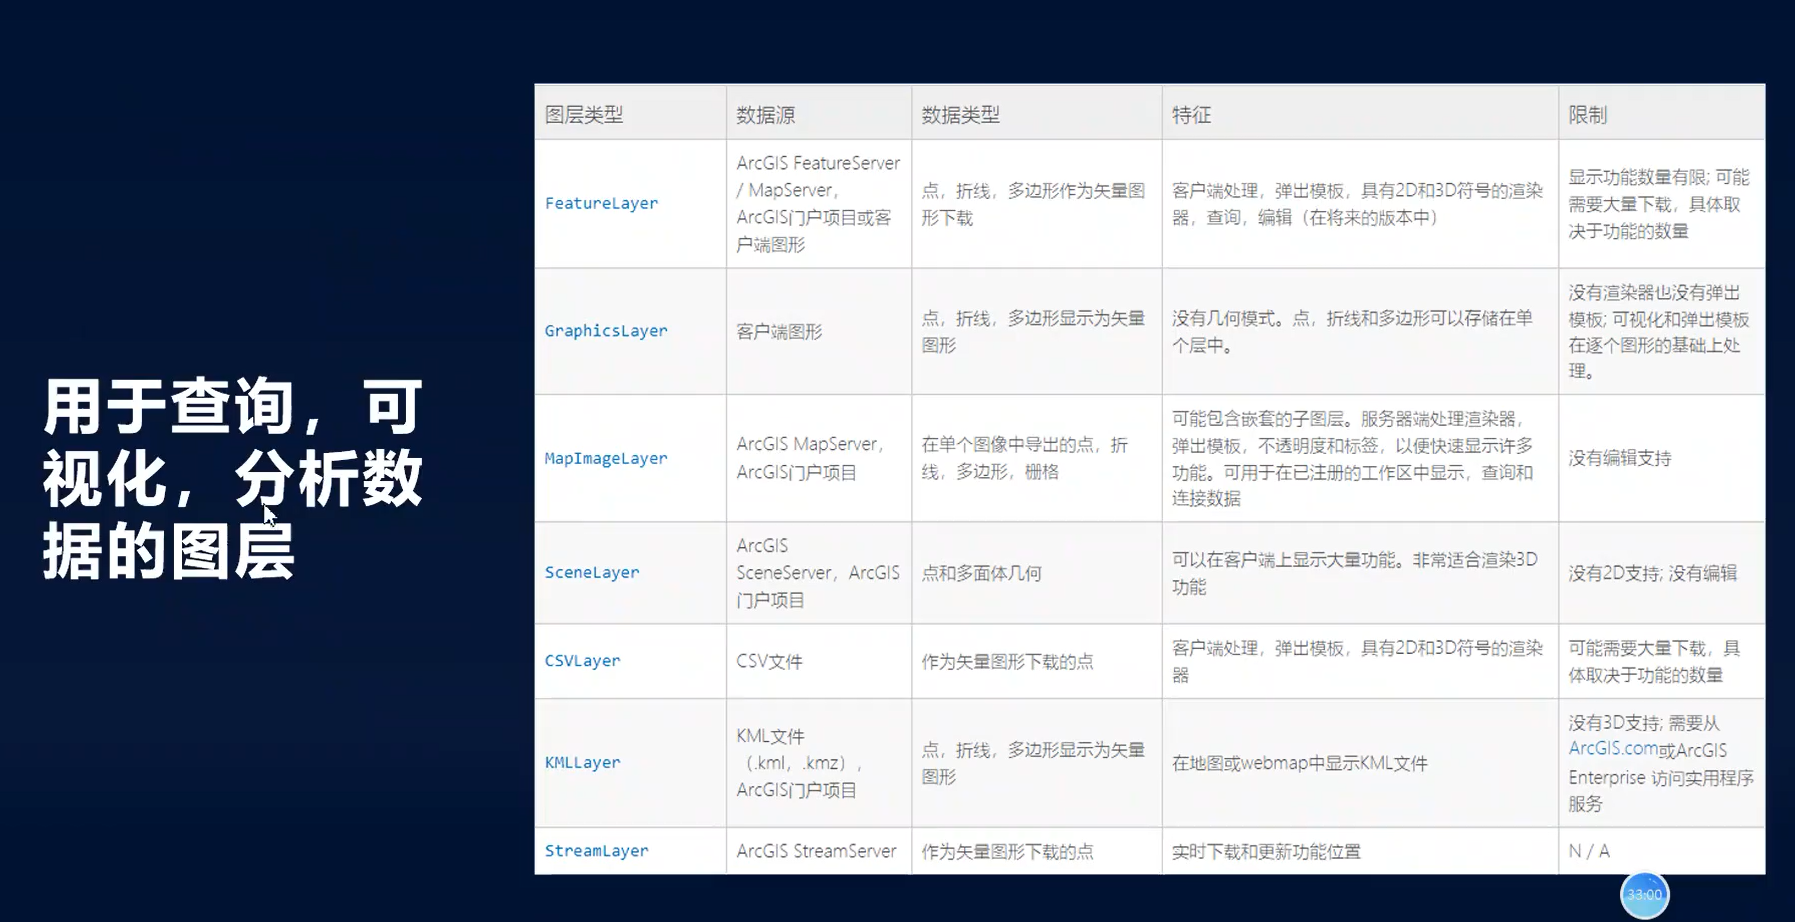 用于查询，可
视化，分析数
据的图层
图层类型
数据源
数据类型
特征
限制
FeatureLayer
ArcGIS FeatureServer
/ MapServer，
ArcGIS门户项目或客
户端图形
点，折线，多边形作为矢量图
形下载
客户端处理，弹出模板，具有2D和3D符号的渲染
器，查询，编辑（在将来的版本中）
显示功能数量有限; 可能
需要大量下载，具体取
决于功能的数量
GraphicsLayer
客户端图形
点，折线，多边形显示为矢量
图形
没有几何模式。点，折线和多边形可以存储在单
个层中。
没有渲染器也没有弹出
模板; 可视化和弹出模板
在逐个图形的基础上处
理。
MapImageLayer
ArcGIS MapServer，
ArcGIS门户项目
在单个图像中导出的点，折
线，多边形，栅格
可能包含嵌套的子图层。服务器端处理渲染器，
弹出模板，不透明度和标签，以便快速显示许多
功能。可用于在已注册的工作区中显示，查询和
连接数据
没有编辑支持
SceneLayer
ArcGIS
SceneServer，ArcGIS
门户项目
点和多面体几何
可以在客户端上显示大量功能。非常适合渲染3D
功能
没有2D支持; 没有编辑
CSVLayer
CSV文件
作为矢量图形下载的点
客户端处理，弹出模板，具有2D和3D符号的渲染
器
可能需要大量下载，具
体取决于功能的数量
KMLLayer
KML文件
（.kml，.kmz），
ArcGIS门户项目
点，折线，多边形显示为矢量
图形
在地图或webmap中显示KML文件
没有3D支持; 需要从
ArcGIS.com或ArcGIS
Enterprise 访问实用程序
服务
StreamLayer
ArcGIS StreamServer
作为矢量图形下载的点
实时下载和更新功能位置
N / A
33:00